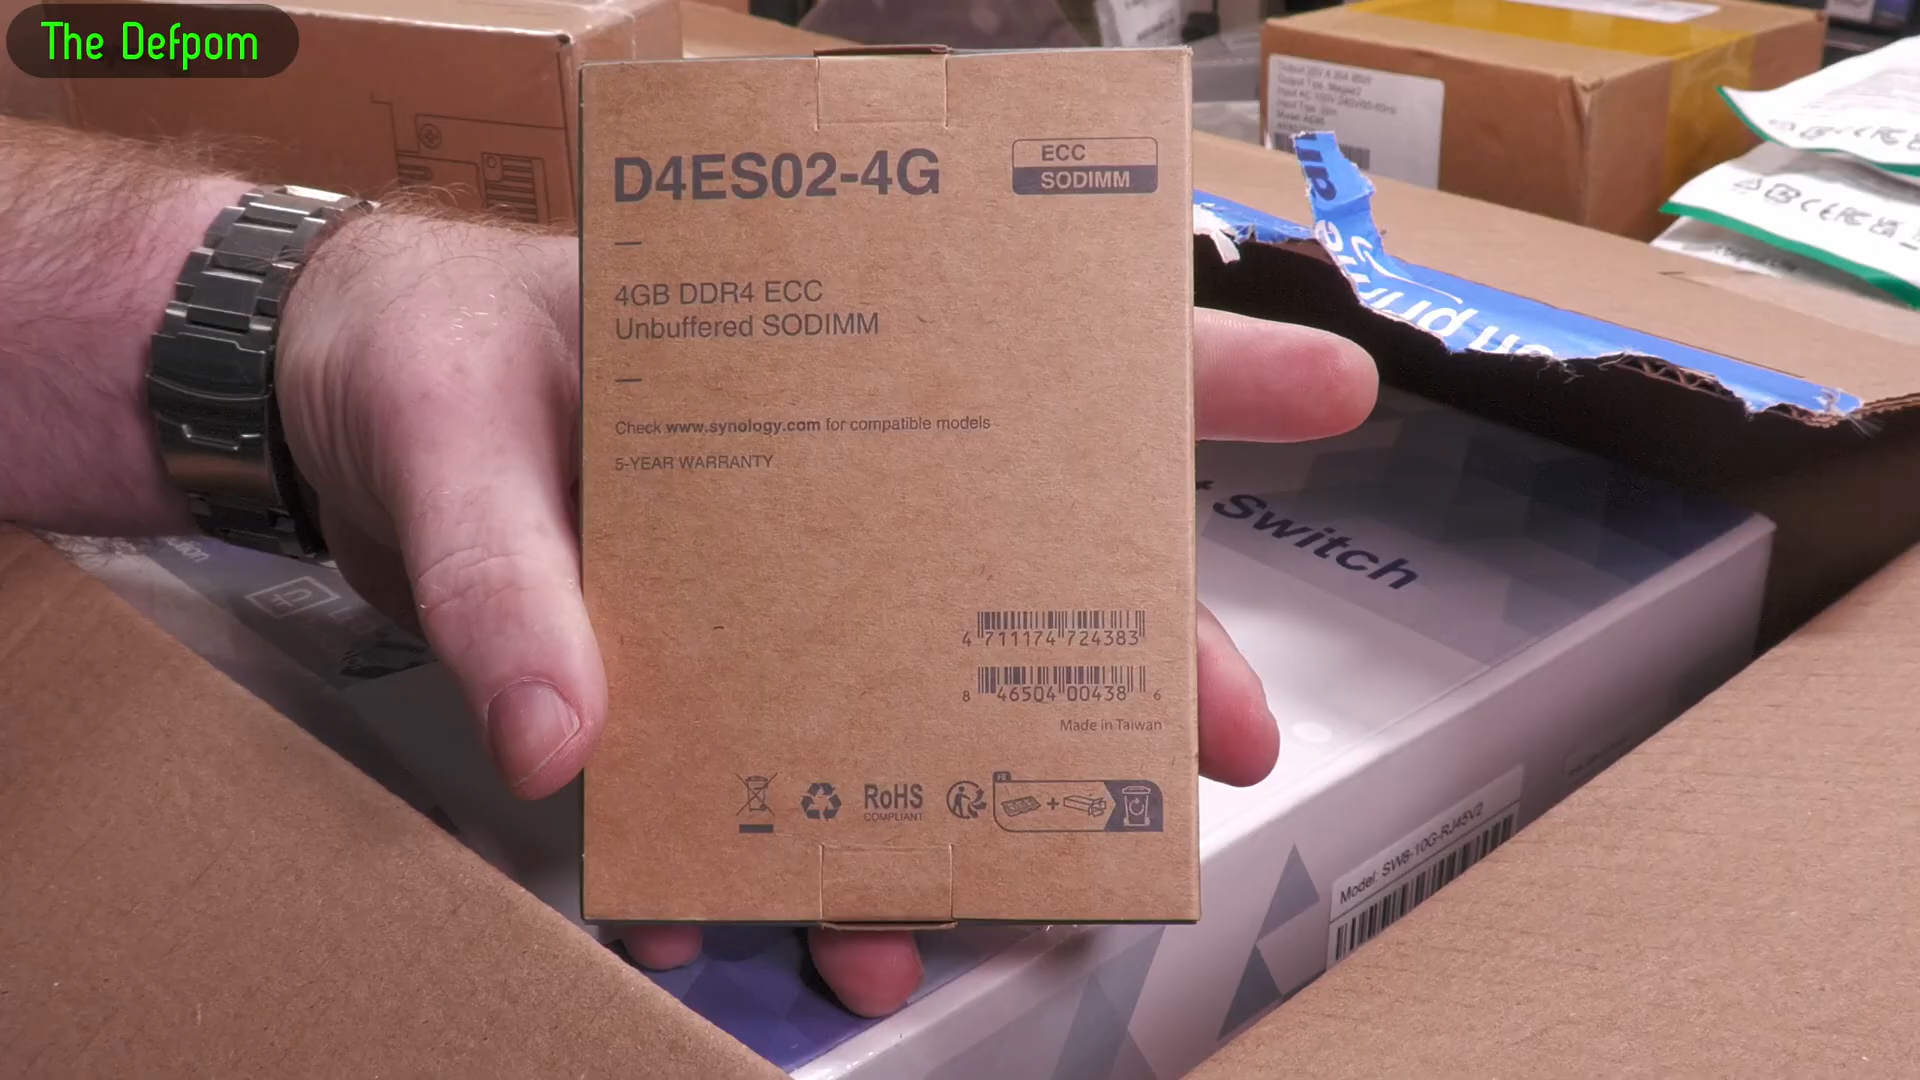 The Defpom
D4ES02-4G
ECC
SODIMM
4GB DDR4 ECC
Unbuffered SODIMM
Check www.synology.com for compatible models
5-YEAR WARRANTY
4 711174 724383
8 46504 00438 6
Made in Taiwan
RoHS
COMPLIANT
FR
Switch
Model: SW8-10G-RJ45V2
prime